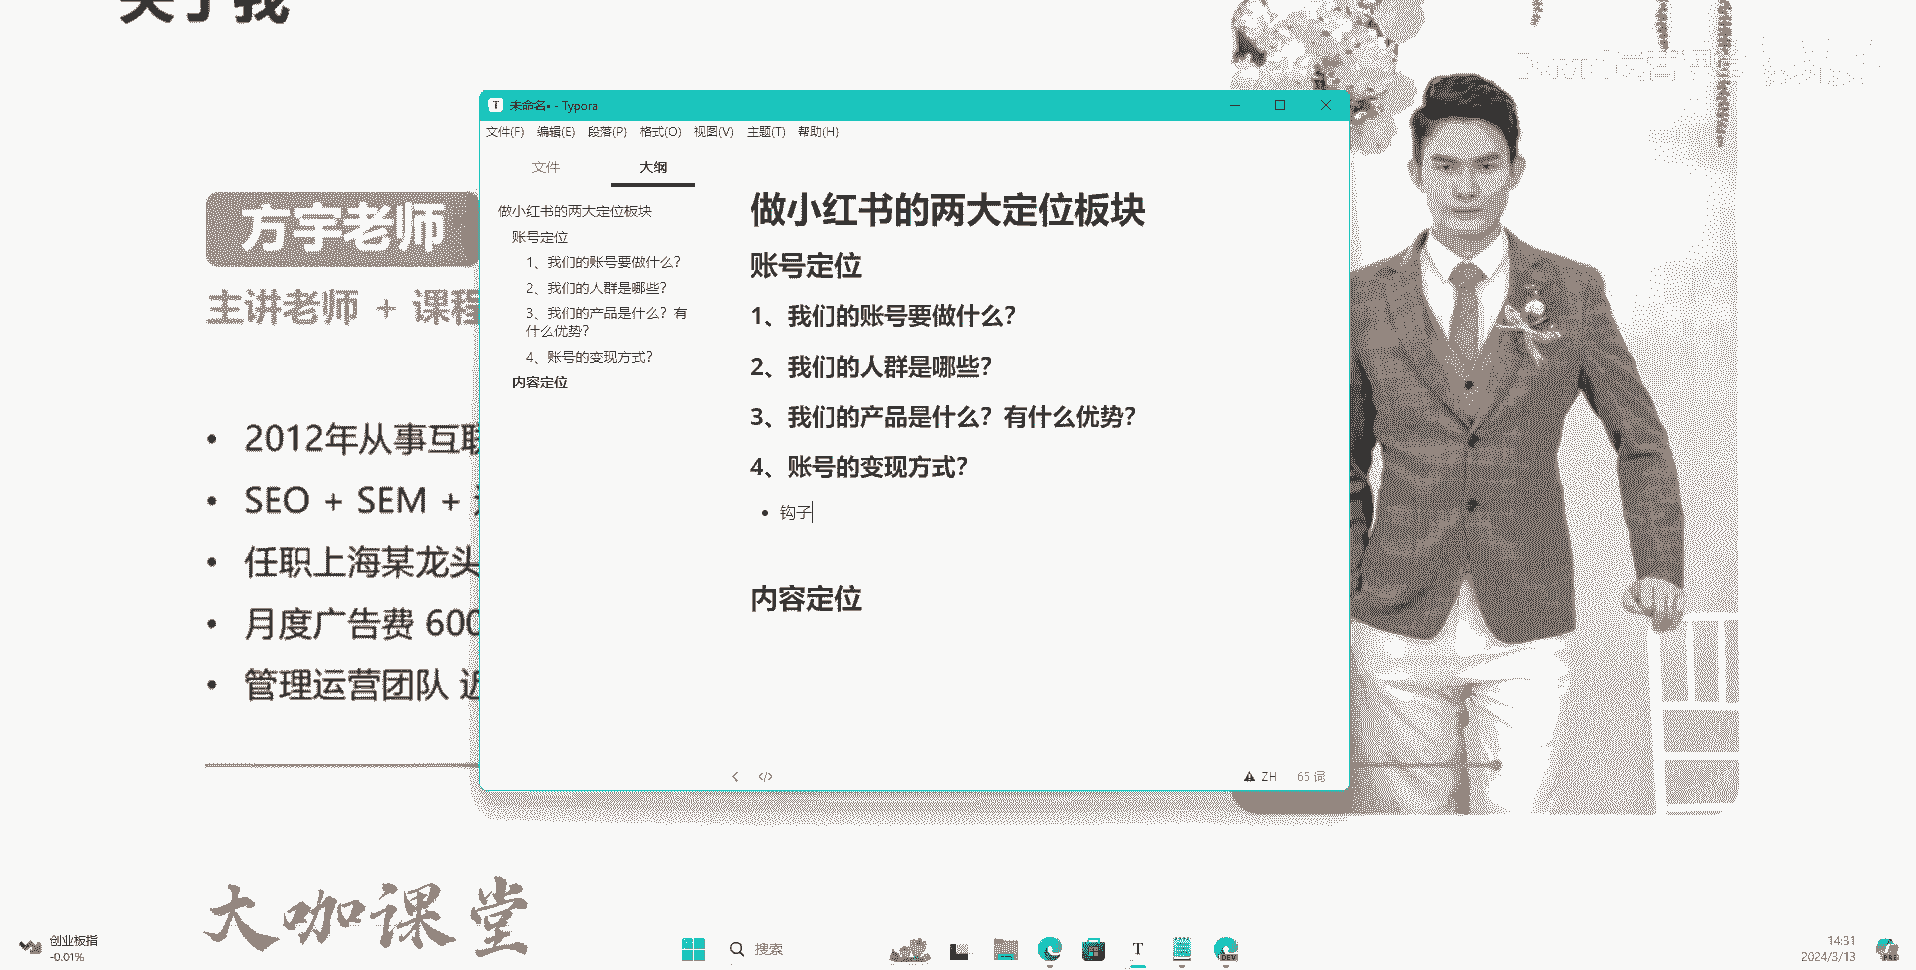 关于我
方宇老师
主讲老师 + 课程
2012年从事互联
SEO + SEM +
任职上海某龙头
月度广告费 600
管理运营团队 近
大咖课堂
未命名• - Typora
文件(F) 编辑(E) 段落(P) 格式(O) 视图(V) 主题(T) 帮助(H)
文件 大纲
做小红书的两大定位板块
账号定位
1、我们的账号要做什么?
2、我们的人群是哪些?
3、我们的产品是什么? 有
什么优势?
4、账号的变现方式?
内容定位
做小红书的两大定位板块
账号定位
1、我们的账号要做什么?
2、我们的人群是哪些?
3、我们的产品是什么? 有什么优势?
4、账号的变现方式?
钩子
内容定位
ZH 65 词
创业板指
-0.01%
搜索
14:31
2024/3/13